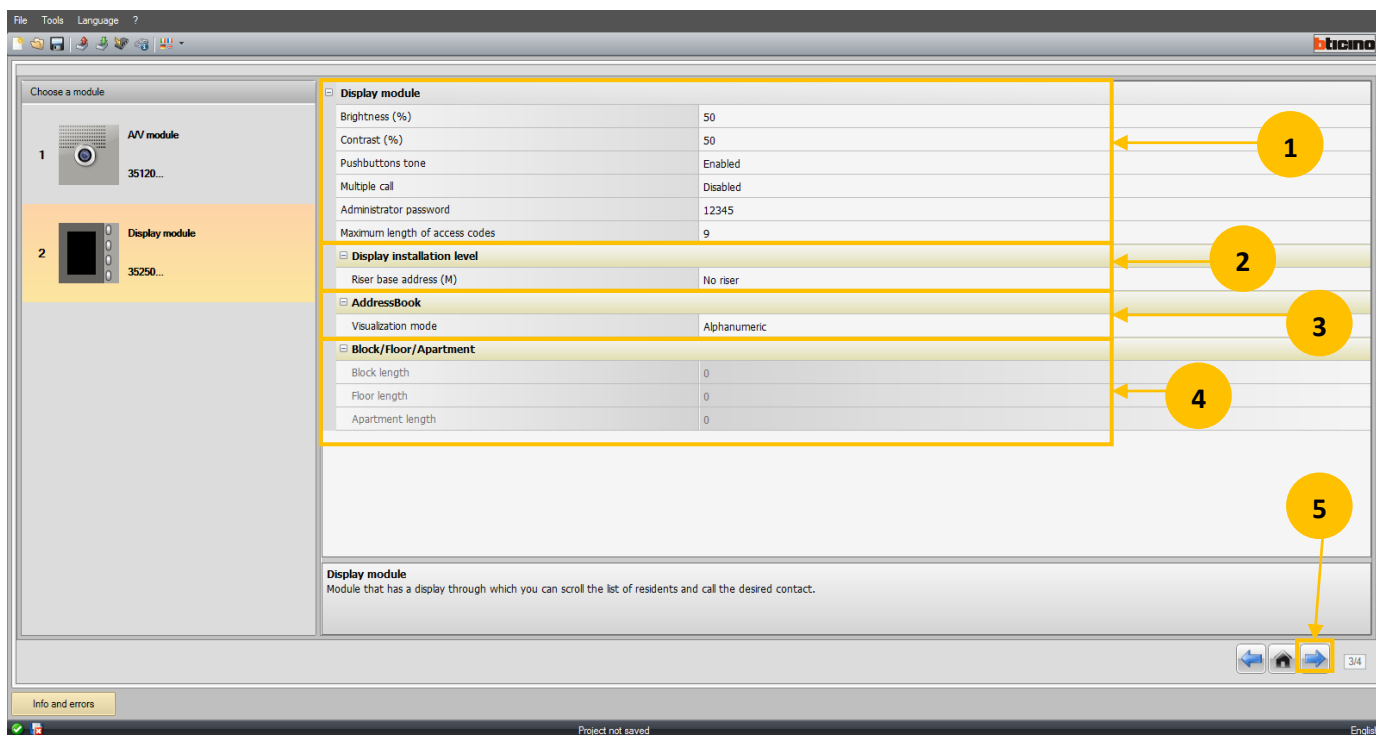 File Tools Language ?
bticino
Choose a module
1
A/V module
35120...
2
Display module
35250...
Display module
Brightness (%) 50
Contrast (%) 50
Pushbuttons tone Enabled
Multiple call Disabled
Administrator password 12345
Maximum length of access codes 9
Display installation level
Riser base address (M) No riser
AddressBook
Visualization mode Alphanumeric
Block/Floor/Apartment
Block length 0
Floor length 0
Apartment length 0
1
2
3
4
5
Display module
Module that has a display through which you can scroll the list of residents and call the desired contact.
3/4
Info and errors
Project not saved
English